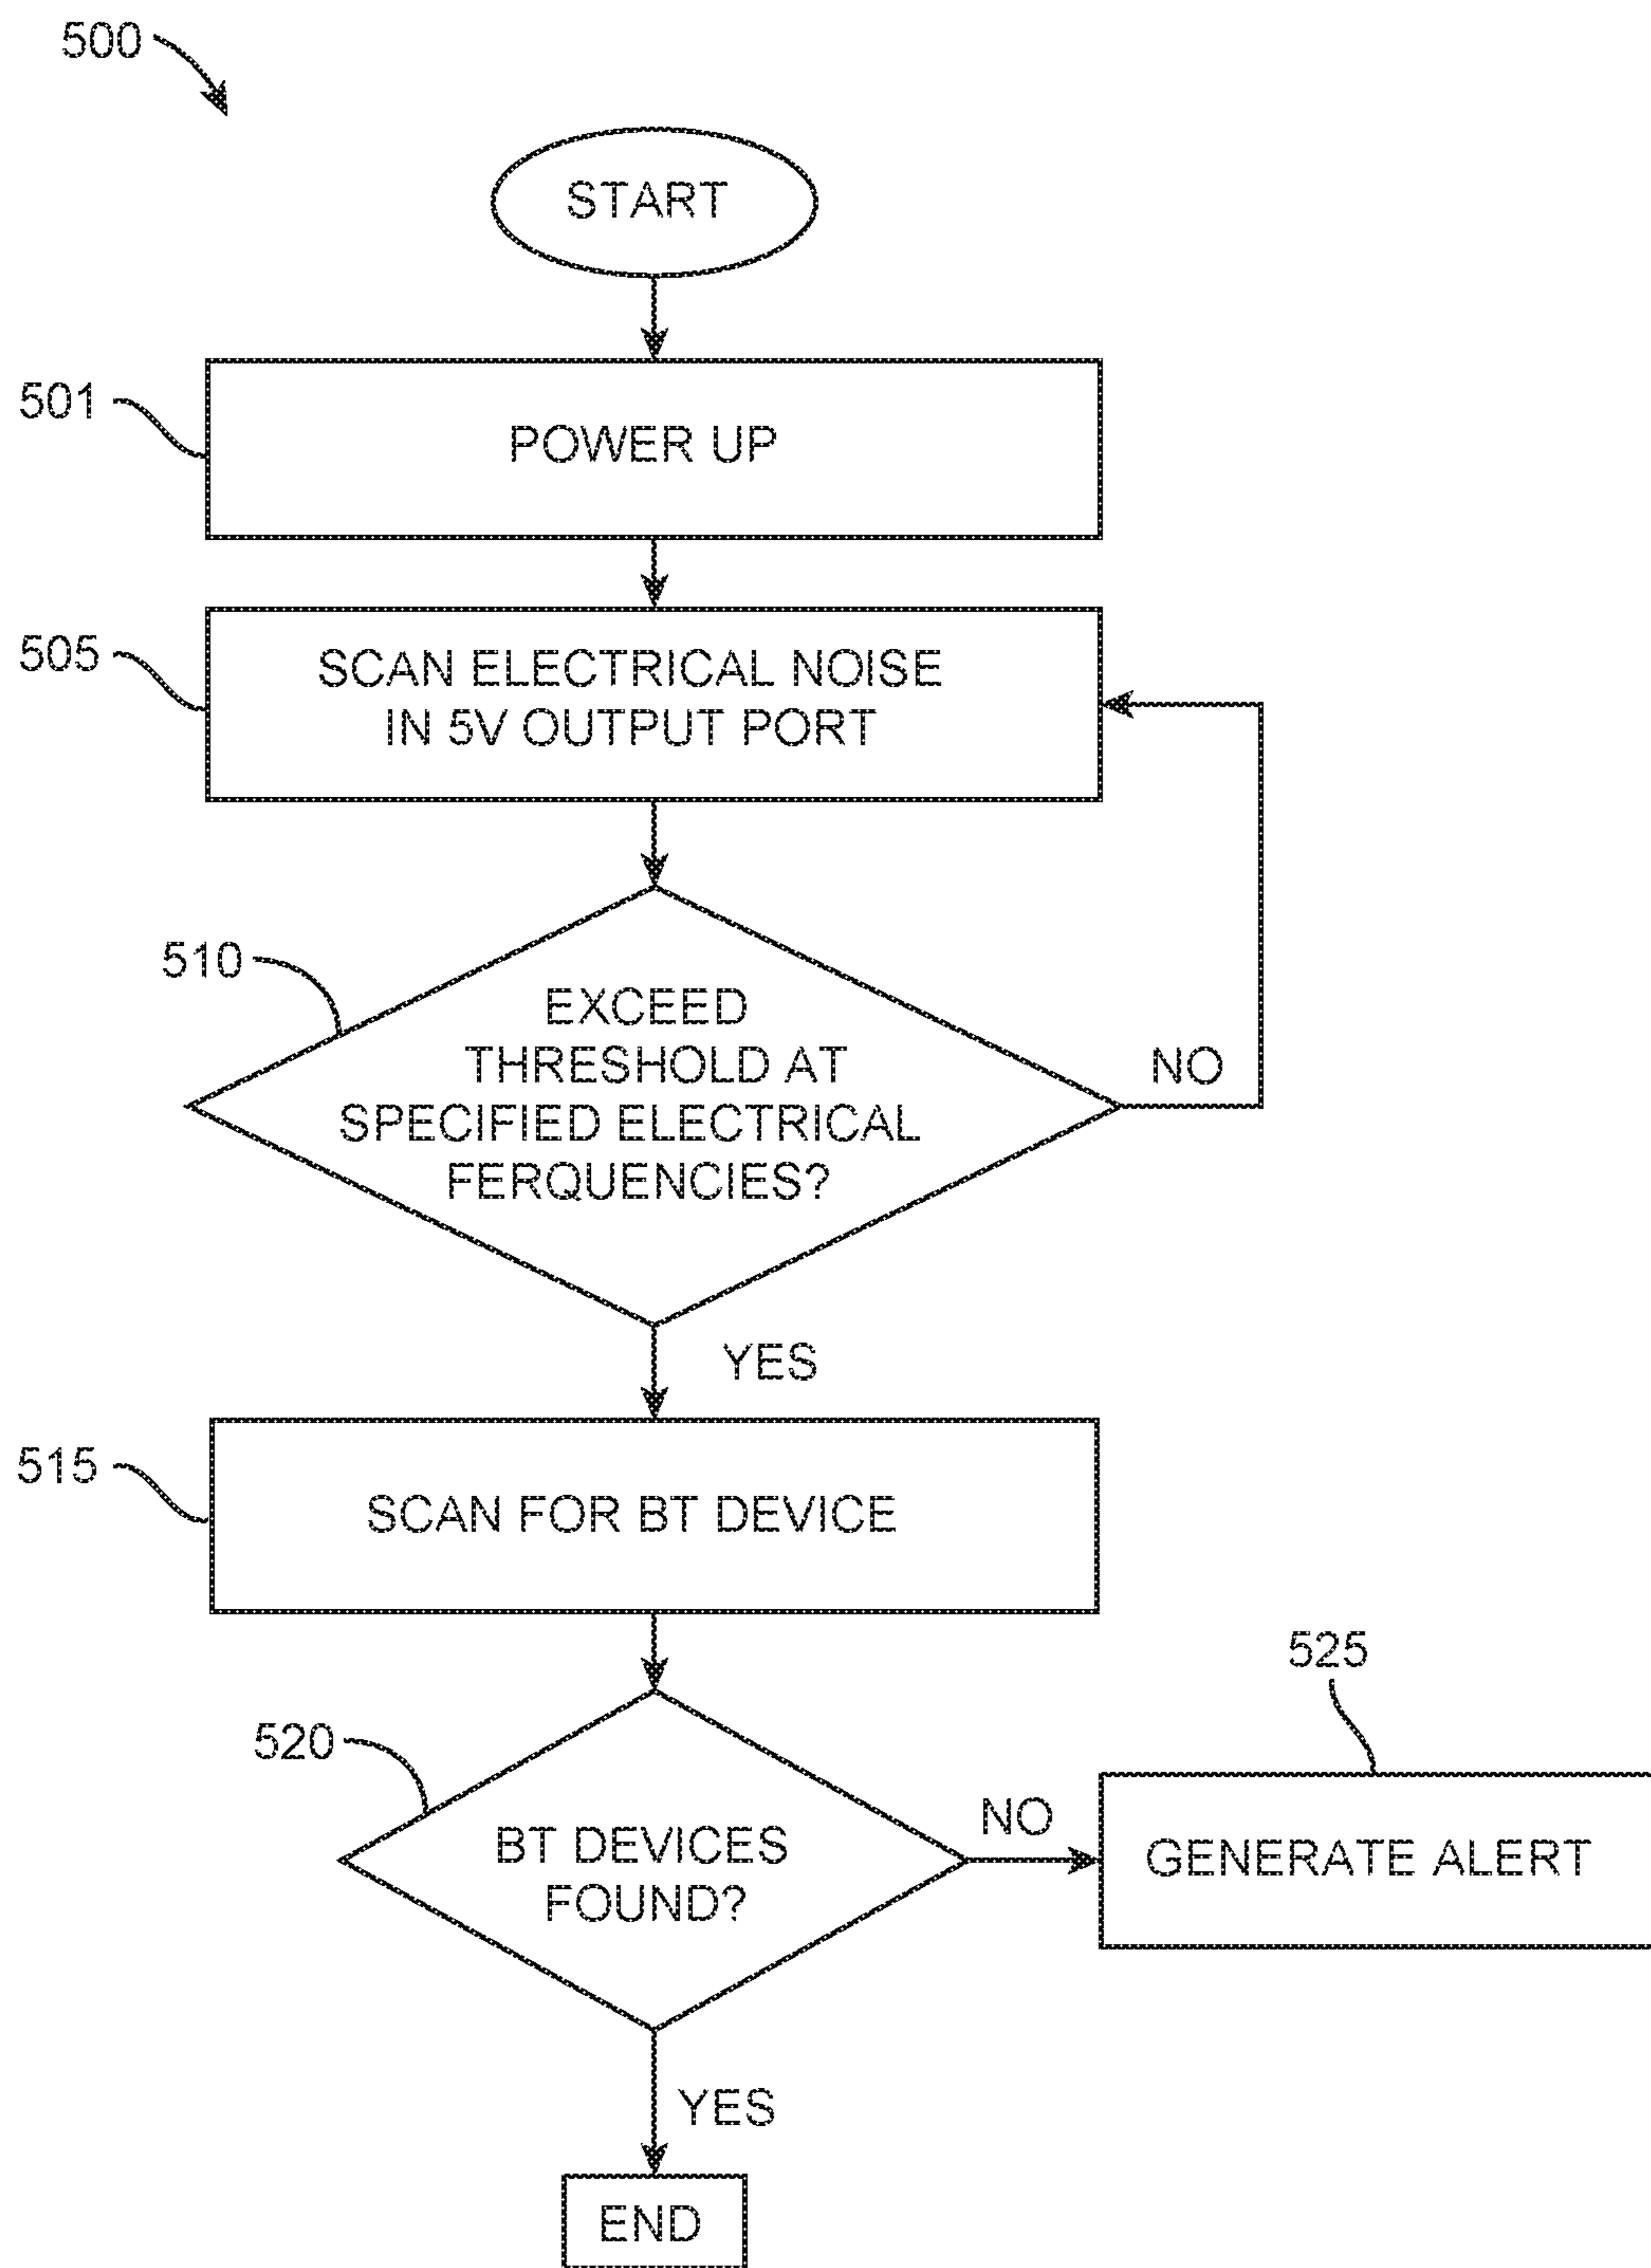 500
START
501
POWER UP
505
SCAN ELECTRICAL NOISE
IN 5V OUTPUT PORT
510
EXCEED
THRESHOLD AT
SPECIFIED ELECTRICAL
FERQUENCIES?
NO
YES
515
SCAN FOR BT DEVICE
520
BT DEVICES
FOUND?
NO
525
GENERATE ALERT
YES
END